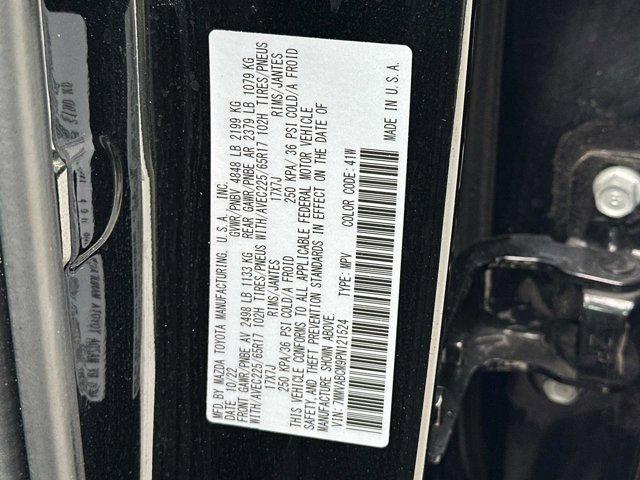 MFD.BY MAZDA TOYOTA MANUFACTURING, U.S.A., INC.
DATE: 10/22 GVWR/PNBV 4848 LB 2199 KG
FRONT GAWR/PNBE AV 2498 LB 1133 KG REAR GAWR/PNBE AR 2379 LB 1079 KG
WITH/AVEC225/65R17 102H TIRES/PNEUS WITH/AVEC225/65R17 102H TIRES/PNEUS
17X7J RIMS/JANTES 17X7J RIMS/JANTES
250 KPA/36 PSI COLD/A FROID 250 KPA/36 PSI COLD/A FROID
THIS VEHICLE CONFORMS TO ALL APPLICABLE FEDERAL MOTOR VEHICLE
SAFETY, AND THEFT PREVENTION STANDARDS IN EFFECT ON THE DATE OF
MANUFACTURE SHOWN ABOVE.
VIN: 7MMVABCM9PN121524 TYPE: MPV COLOR CODE: 41W
MADE IN U.S.A.